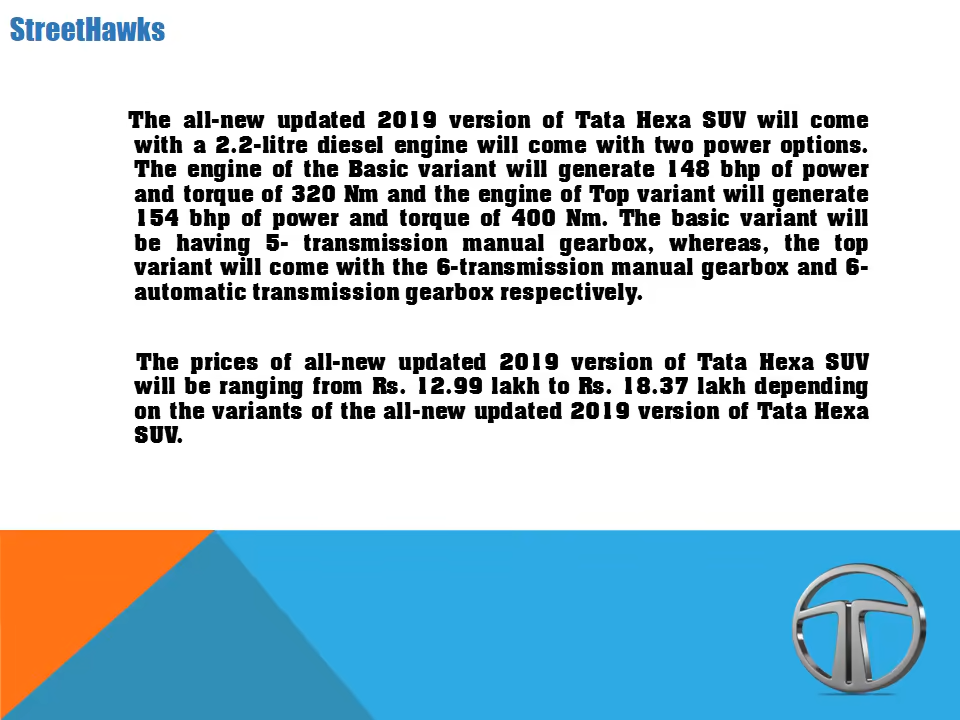 StreetHawks
The all-new updated 2019 version of Tata Hexa SUV will come
with a 2.2-litre diesel engine will come with two power options.
The engine of the Basic variant will generate 148 bhp of power
and torque of 320 Nm and the engine of Top variant will generate
154 bhp of power and torque of 400 Nm. The basic variant will
be having 5- transmission manual gearbox, whereas, the top
variant will come with the 6-transmission manual gearbox and 6-
automatic transmission gearbox respectively.
The prices of all-new updated 2019 version of Tata Hexa SUV
will be ranging from Rs. 12.99 lakh to Rs. 18.37 lakh depending
on the variants of the all-new updated 2019 version of Tata Hexa
SUV.